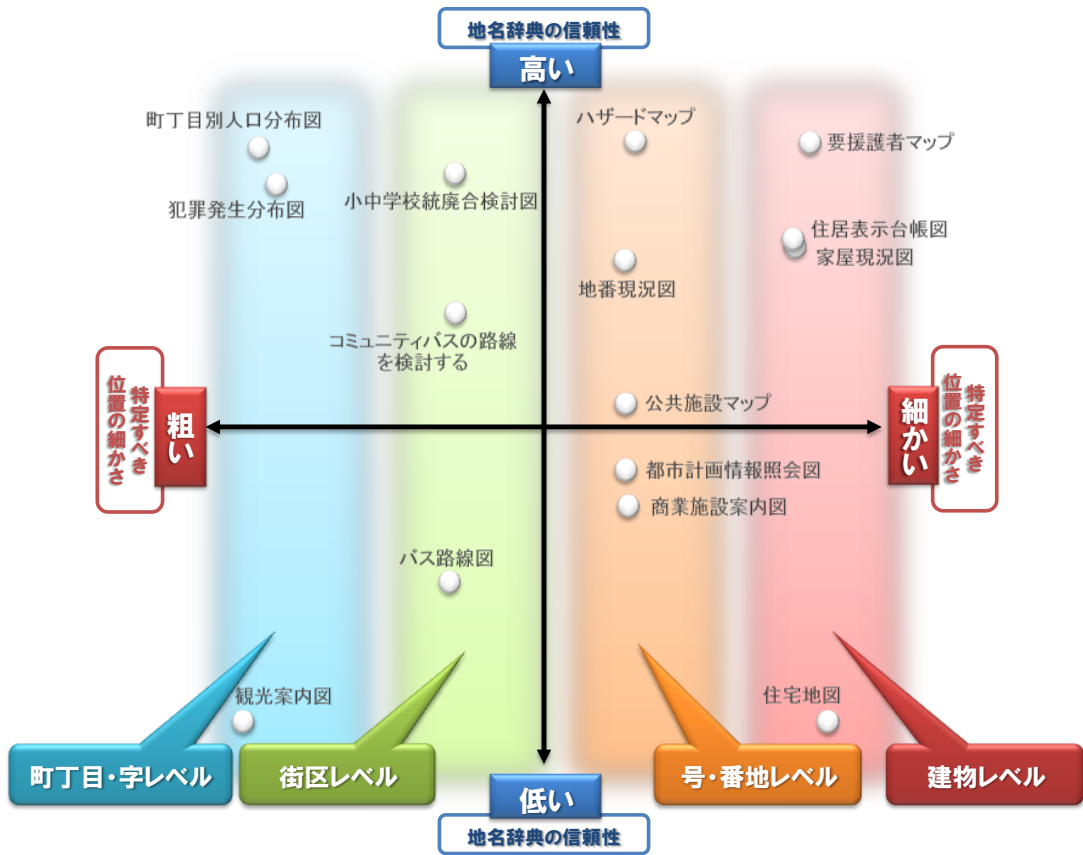 地名辞典の信頼性
高い
町丁目別人口分布図
犯罪発生分布図
小中学校統廃合検討図
ハザードマップ
要援護者マップ
住居表示台帳図
家屋現況図
地番現況図
コミュニティバスの路線
を検討する
特定すべき
位置の細かさ
粗い
細かい
特定すべき
位置の細かさ
公共施設マップ
都市計画情報照会図
商業施設案内図
バス路線図
観光案内図
住宅地図
町丁目・字レベル
街区レベル
号・番地レベル
建物レベル
低い
地名辞典の信頼性